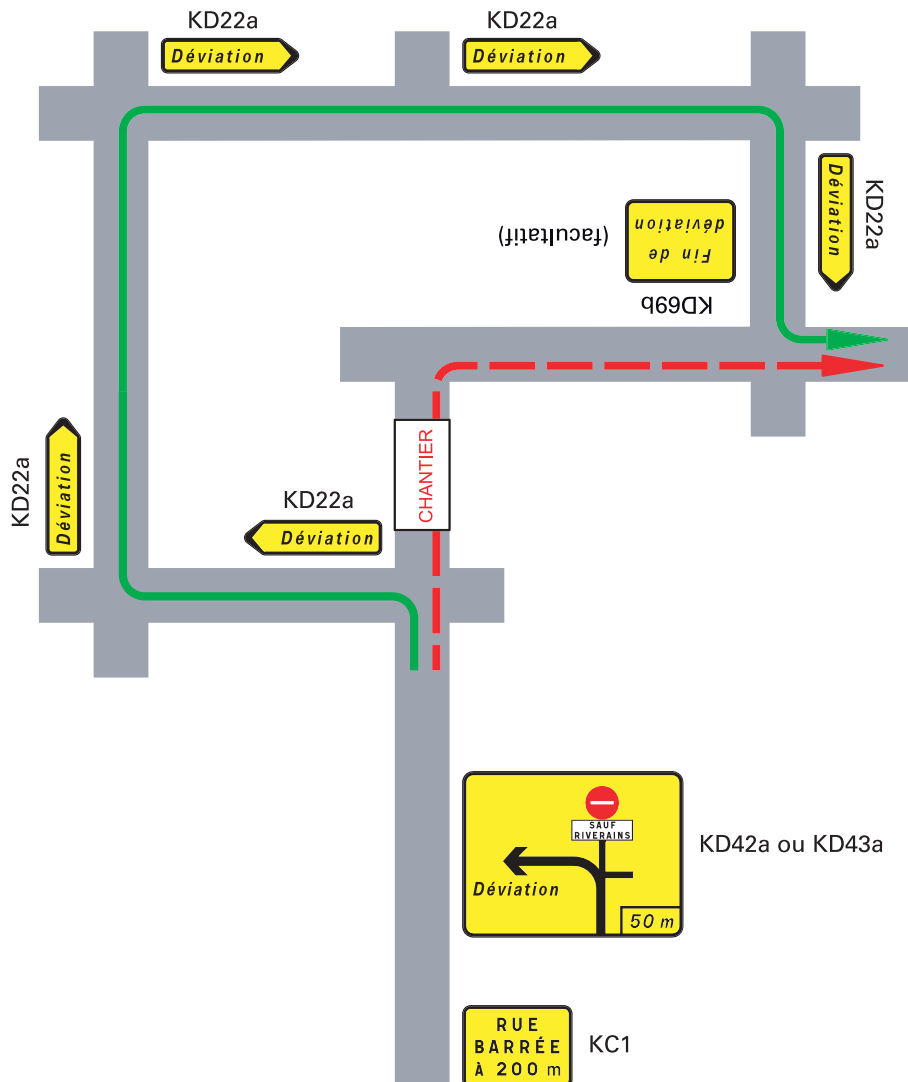 KD22a
Déviation
KD22a
Déviation
KD22a
Déviation
Fin de
déviation
(facultatif)
KD69b
CHANTIER
KD22a
Déviation
KD22a
Déviation
SAUF
RIVERAINS
Déviation
50 m
KD42a ou KD43a
RUE
BARRÉE
À 200 m
KC1